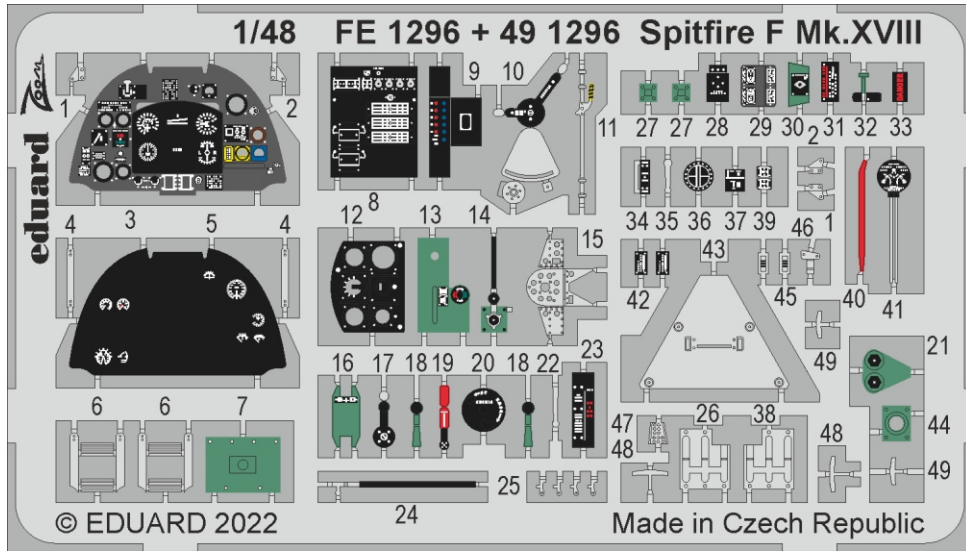 1/48 FE 1296 + 49 1296 Spitfire F Mk.XVIII
eduard Zoom
1 2 9 10 11 27 27 28 29 30 2 31 32 33
8
4 3 5 4 12 13 14 15 34 35 36 37 39 1
46
43
42 45 40 41
49
16 17 18 19 20 18 22 23 21
6 6 7
47 26 38 44
48 48 49
25
24
© EDUARD 2022 Made in Czech Republic
DANGER